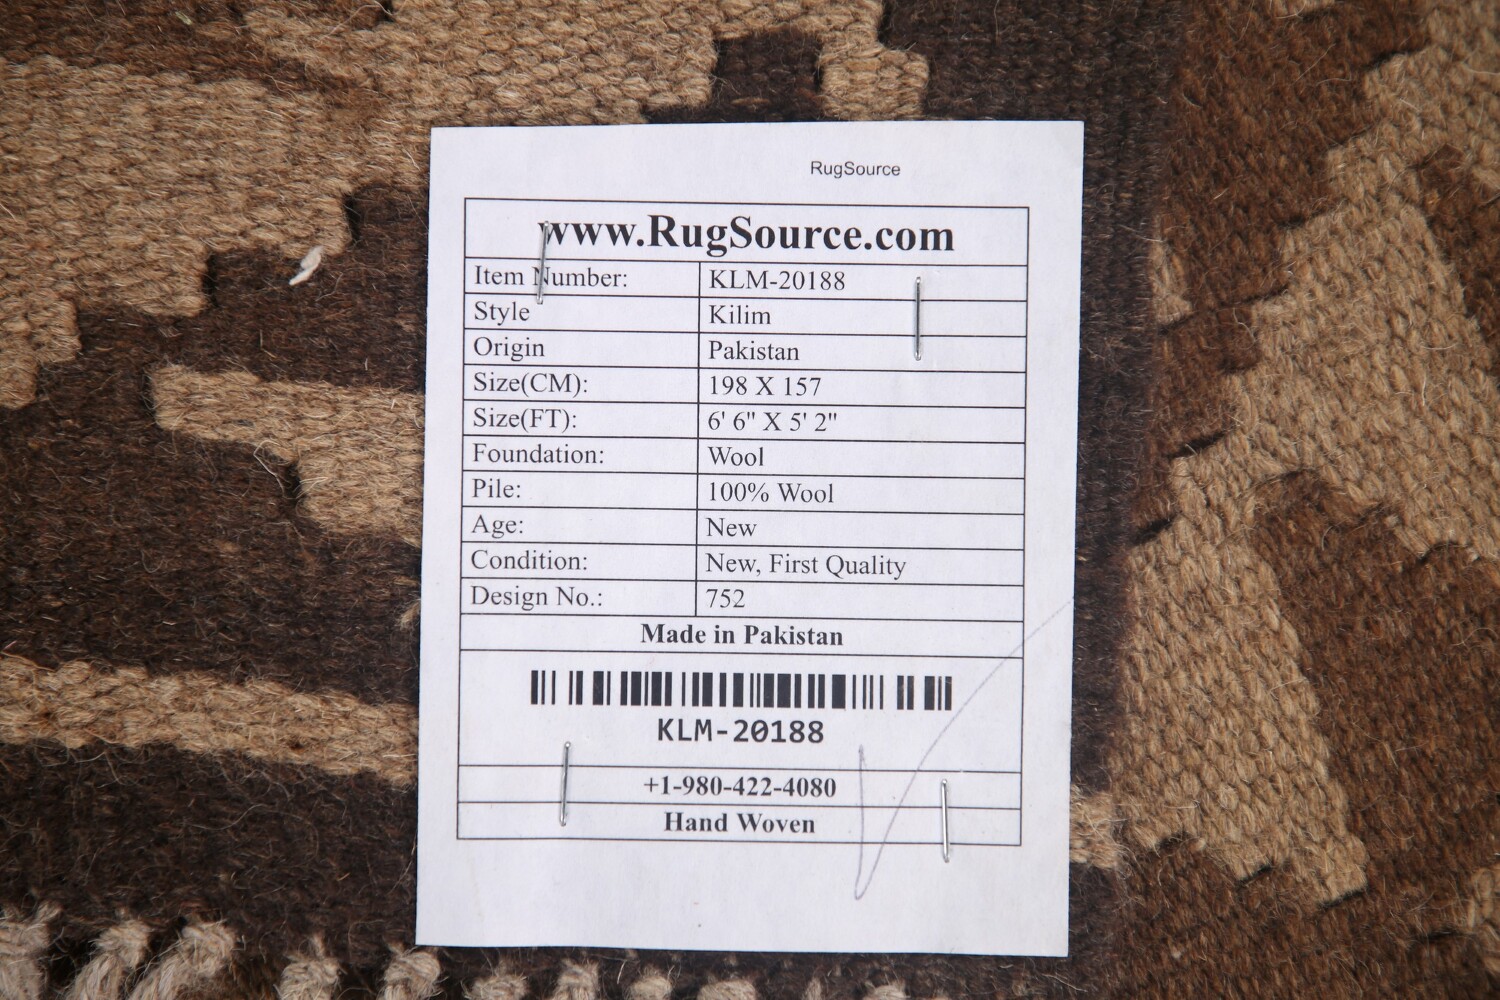 RugSource
www.RugSource.com
Item Number: KLM-20188
Style Kilim
Origin Pakistan
Size(CM): 198 X 157
Size(FT): 6' 6" X 5' 2"
Foundation: Wool
Pile: 100% Wool
Age: New
Condition: New, First Quality
Design No.: 752
Made in Pakistan
KLM-20188
+1-980-422-4080
Hand Woven